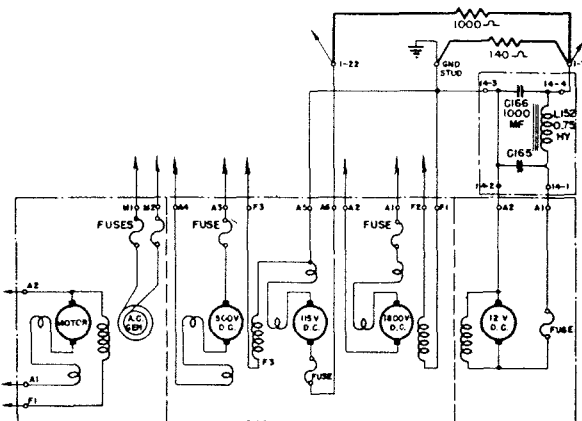 1000 Ω
140 Ω
1-22
GND
STUD
14-3
14-4
C166
1000
MF
L152
0.75
HY
C165
14-2
14-1
M1
M2
A4
A3
F3
A5
A6
A2
A1
F2
F1
A2
A1
FUSES
FUSE
FUSE
A2
MOTOR
A.C
GEN
500V
D.C.
115V
D.C.
1800V
D.C.
12 V
D.C.
FUSE
F3
FUSE
A1
F1